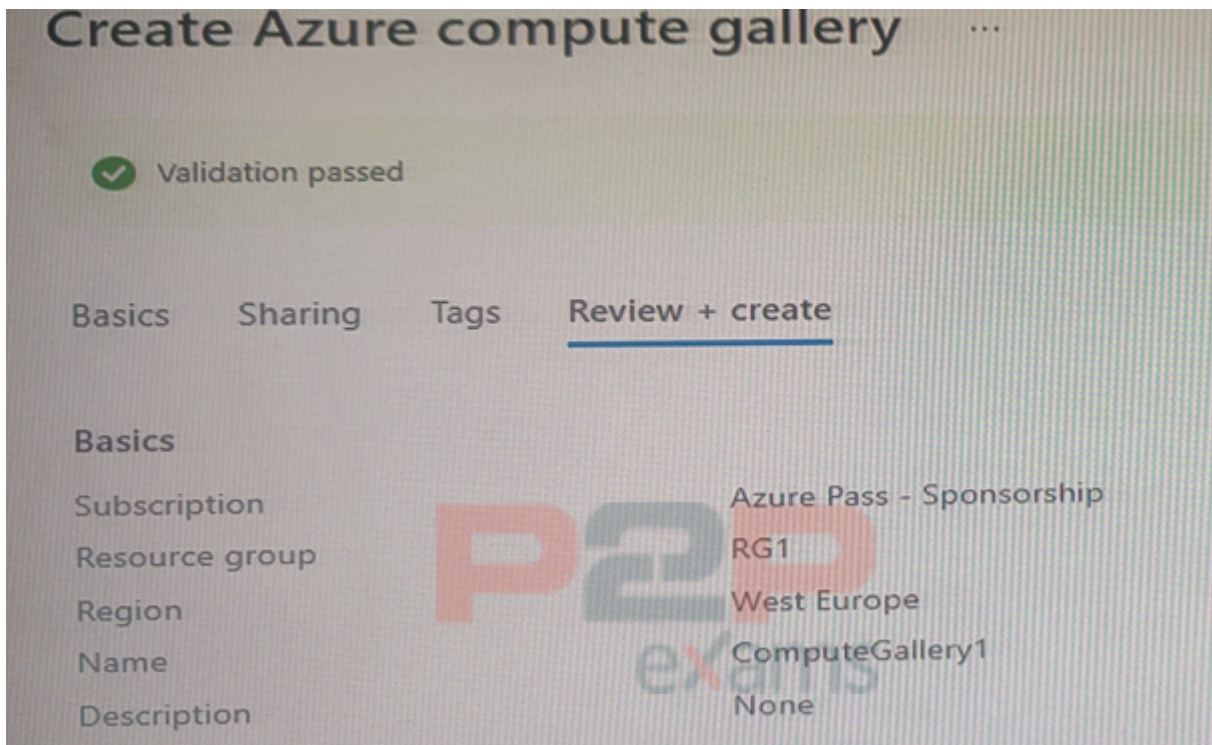 Create Azure compute gallery ...
Validation passed
Basics Sharing Tags Review + create
Basics
Subscription Azure Pass - Sponsorship
Resource group RG1
Region West Europe
Name ComputeGallery1
Description None
P2P
exams